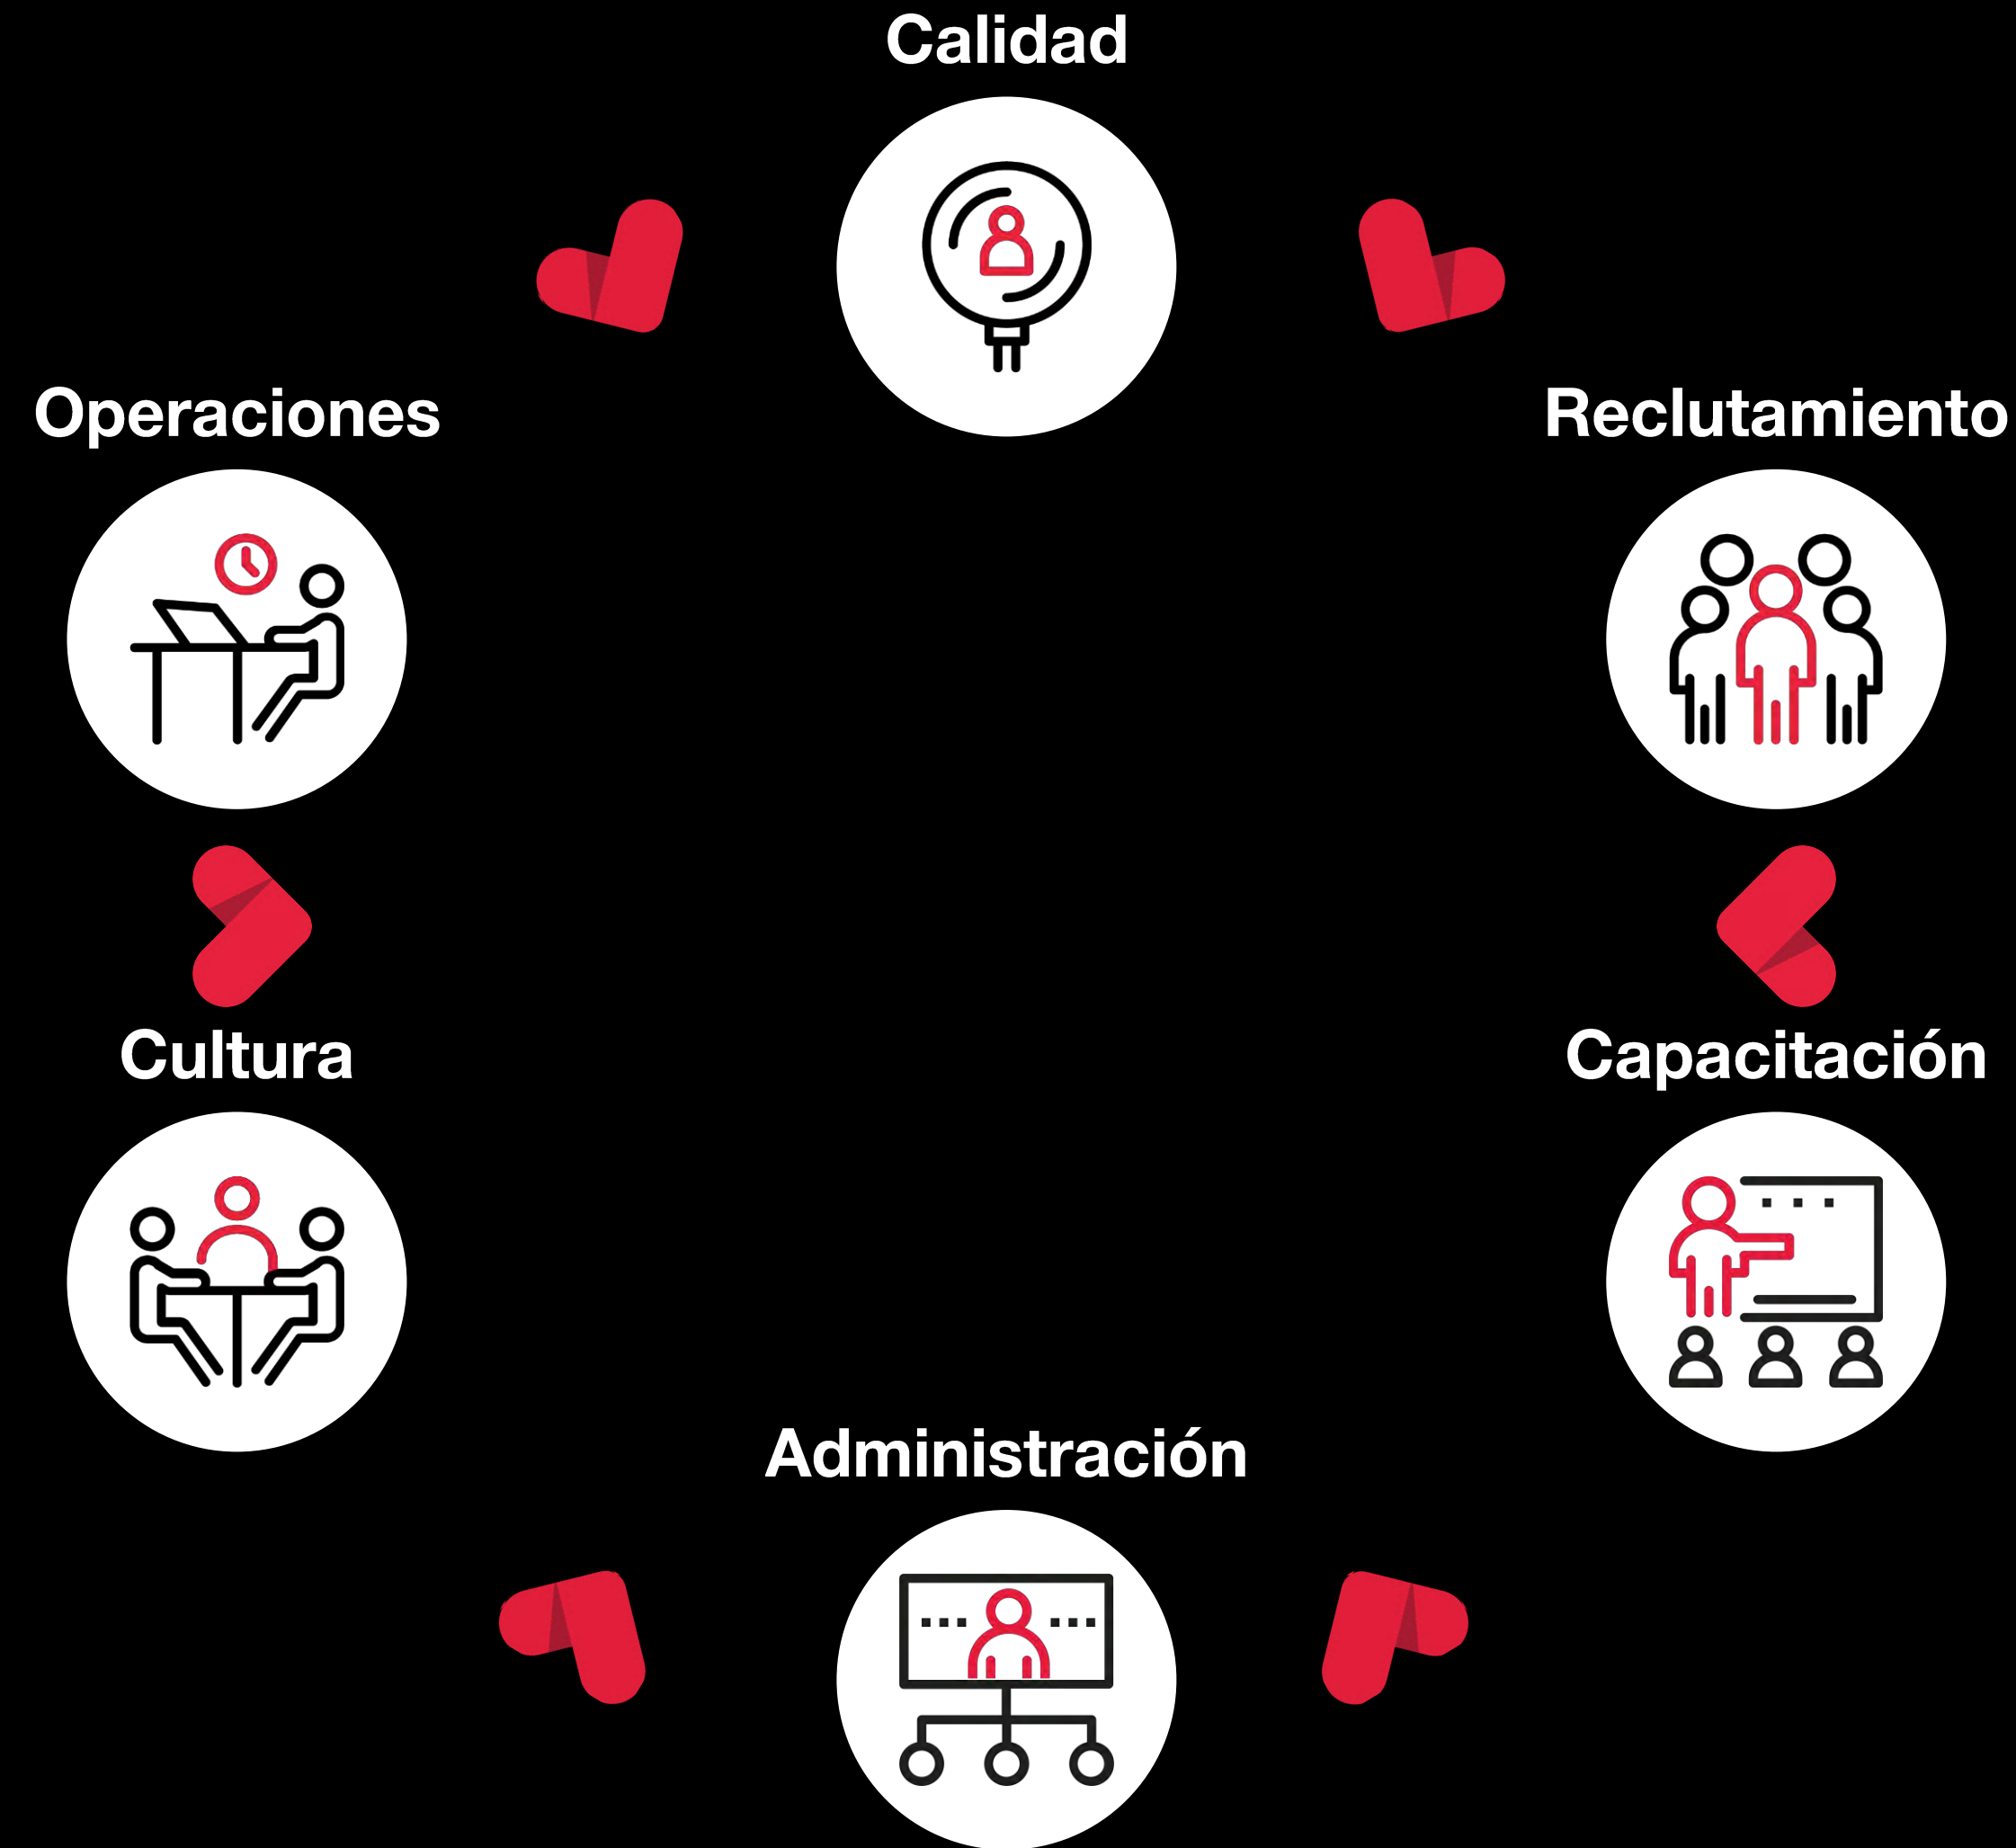 Calidad
Operaciones
Reclutamiento
Cultura
Capacitación
Administración